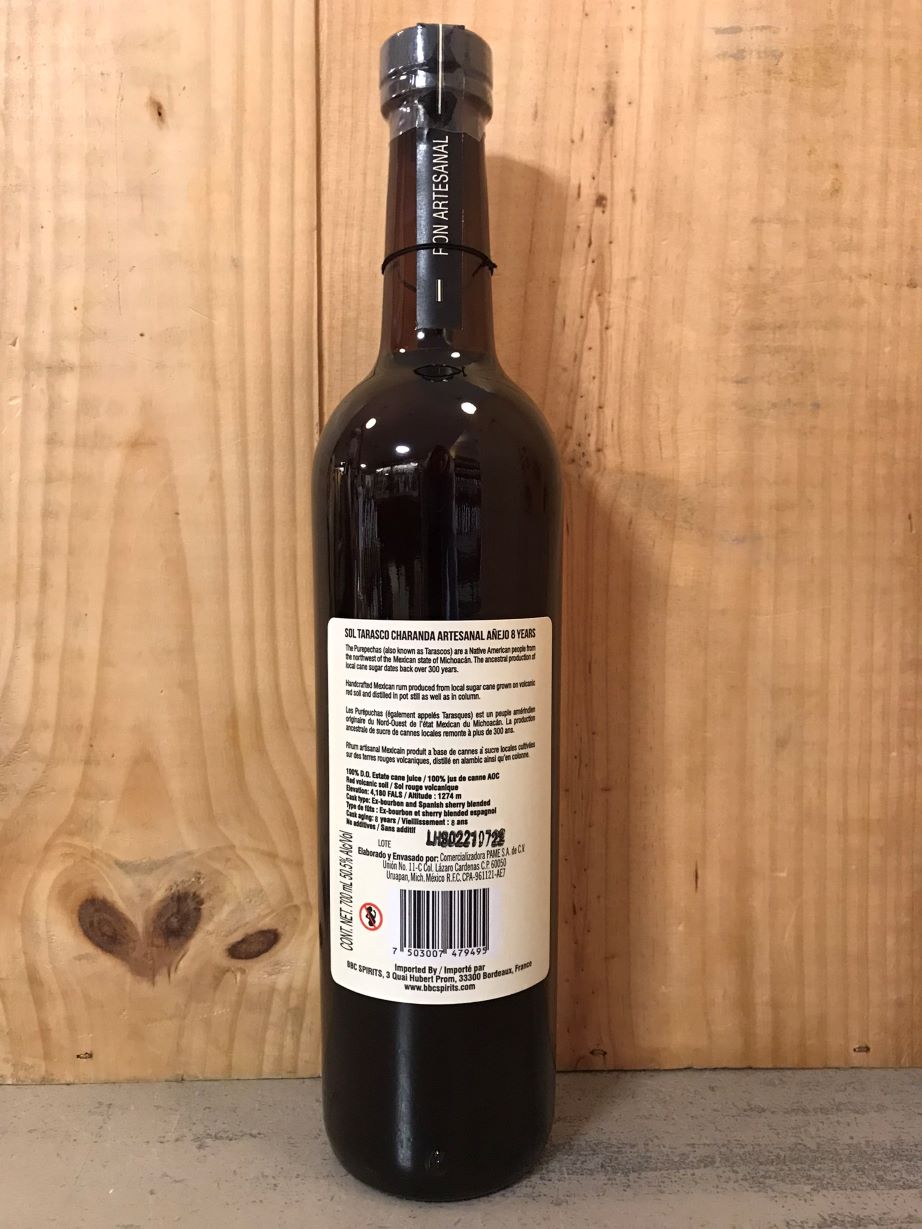 RON ARTESANAL
SOL TARASCO CHARANDA ARTESANAL AÑEJO 8 YEARS
The Purepechas (also known as Tarascos) are a Native American people from
the northwest of the Mexican state of Michoacán. The ancestral production of
local cane sugar dates back over 300 years.
Handcrafted Mexican rum produced from local sugar cane grown on volcanic
red soil and distilled in pot still as well as in column.
Les Purépuchas (également appelés Tarasques) est un peuple amérindien
originaire du Nord-Ouest de l'état Mexican du Michoacán. La production
ancestrale de sucre de cannes locales remonte à plus de 300 ans.
Rhum artisanal Mexicain produit a base de cannes a sucre locales cultivées
sur des terres rouges volcaniques, distillé en alambic ainsi qu'en colonne.
100% D.O. Estate cane juice / 100% jus de canne AOC
Red volcanic soil / Sol rouge volcanique
Elevation: 4,180 FALS / Altitude : 1274 m
Cask type: Ex-bourbon and Spanish sherry blended
Type de fûts : Ex-bourbon et sherry blended espagnol
Cask aging: 8 years / Vieillissement : 8 ans
No additives / Sans additif
LOTE
Elaborado y Envasado por: Comercializadora PAME S.A. de C.V.
Unión No. 11-C Col. Lázaro Cardenas C.P. 60050
Uruapan, Mich. México R.F.C. CPA-961121-AE7
CONT. NET. 700 mL 50.5% Alc/Vol
7 503007 479495
Imported By / Importé par
BBC SPIRITS, 3 Quai Hubert Prom, 33300 Bordeaux, France
www.bbcspirits.com